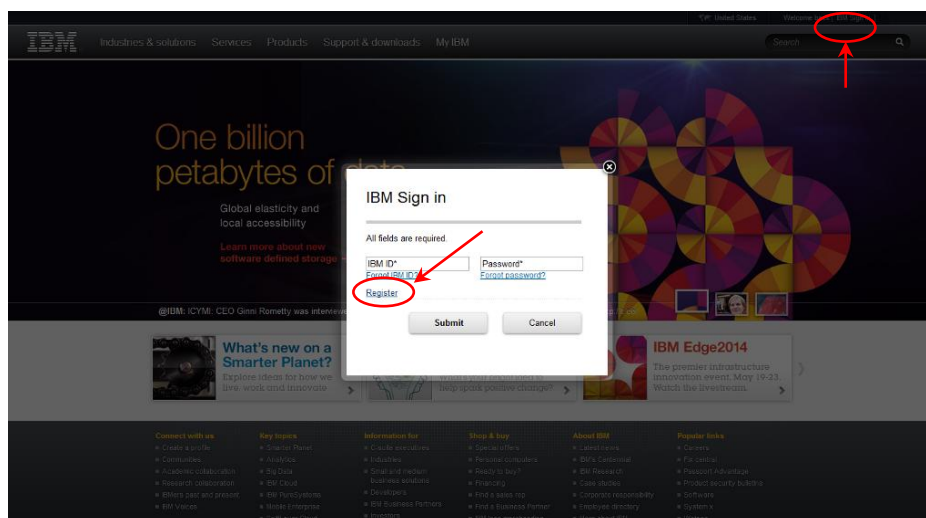 United States
Welcome
IBM Sign
IBM
Industries & solutions
Services
Products
Support & downloads
My IBM
Search
One billion
petabytes of data
Global elasticity and
local accessibility
Learn more about new
software defined storage
IBM Sign in
All fields are required
IBM ID*
Password*
Forgot IBM ID?
Forgot password?
Register
Submit
Cancel
@IBM: ICYMI: CEO Ginni Rometty was interviewe
What's new on a
Smarter Planet?
Explore ideas for how we
live, work and innovate
help spark positive change?
IBM Edge2014
The premier infrastructure
innovation event, May 19-23.
Watch the livestream.
Connect with us
Create a profile
Communities
Academic collaboration
Research collaboration
IBMers past and present
IBM Voices
Key topics
Smarter Planet
Analytics
Big Data
IBM Cloud
IBM PureSystems
Mobile Enterprise
Information for
C-suite executives
Industries
Small and medium
business solutions
Developers
IBM Business Partners
Investors
Shop & buy
Special offers
Personal computers
Ready to buy?
Financing
Find a sales rep
Find a Business Partner
About IBM
Latest news
IBM's Centennial
IBM Research
Case studies
Corporate responsibility
Employee directory
Popular links
Careers
Fix central
Passport Advantage
Product security bulletins
Software
System x